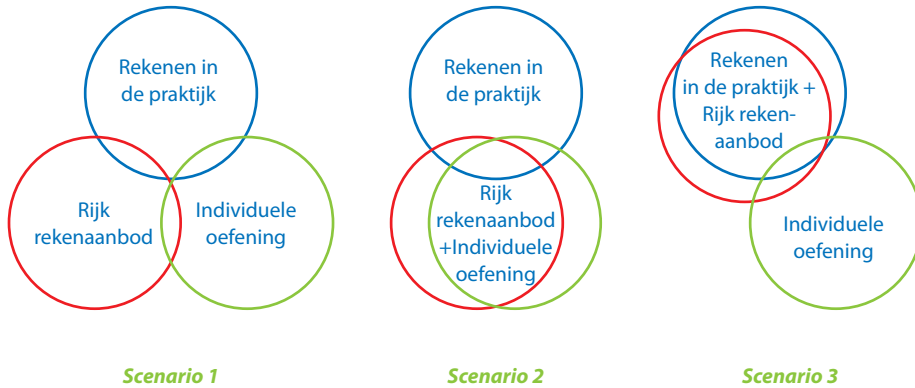 Rekenen in
de praktijk
Rijk
rekenaanbod
Individuele
oefening
Scenario 1
Rekenen in
de praktijk
Rijk
rekenaanbod
+Individuele
oefening
Scenario 2
Rekenen
in de praktijk +
Rijk reken-
aanbod
Individuele
oefening
Scenario 3